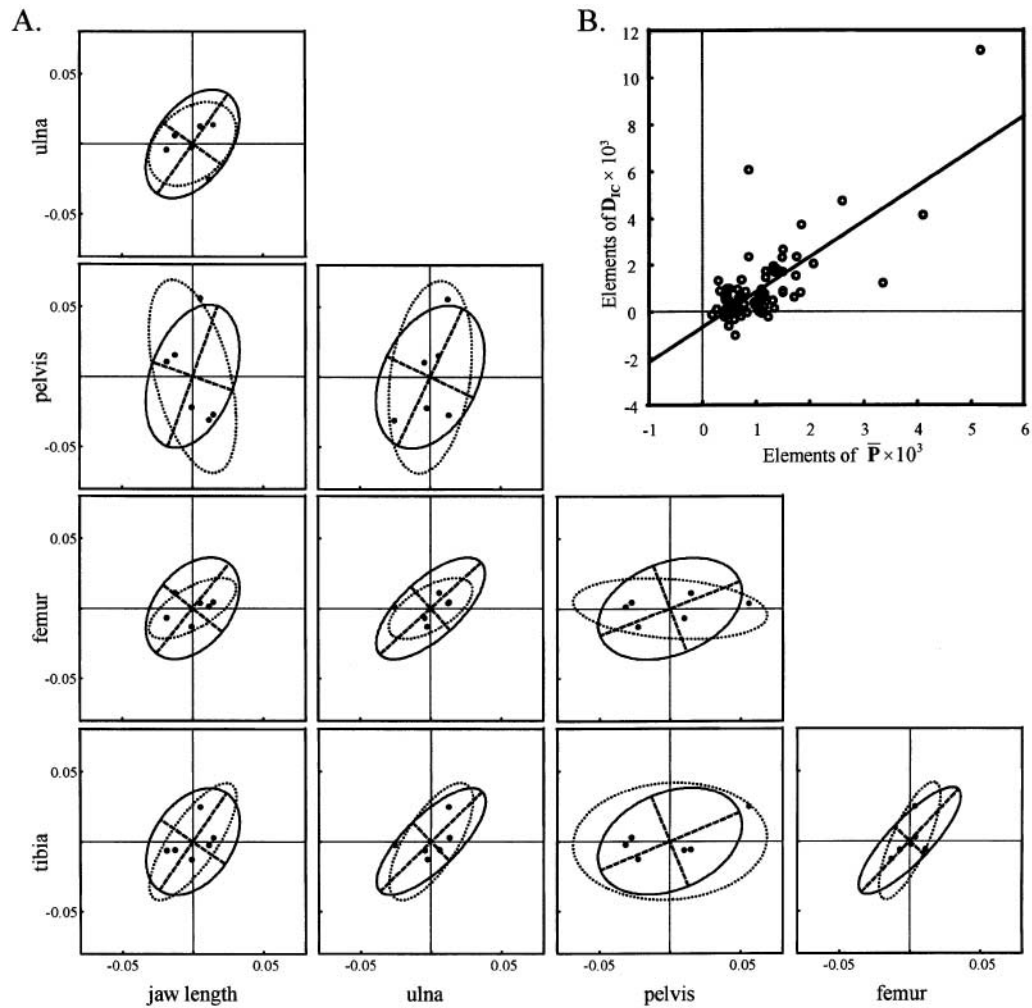 A.
B.
ulna
0.05
-0.05
pelvis
0.05
-0.05
femur
0.05
-0.05
tibia
0.05
-0.05
-0.05 0.05
-0.05 0.05
-0.05 0.05
-0.05 0.05
jaw length
ulna
pelvis
femur
Elements of D_IC × 10³
12
10
8
6
4
2
0
-2
-4
-1 0 1 2 3 4 5 6
Elements of P̄ × 10³